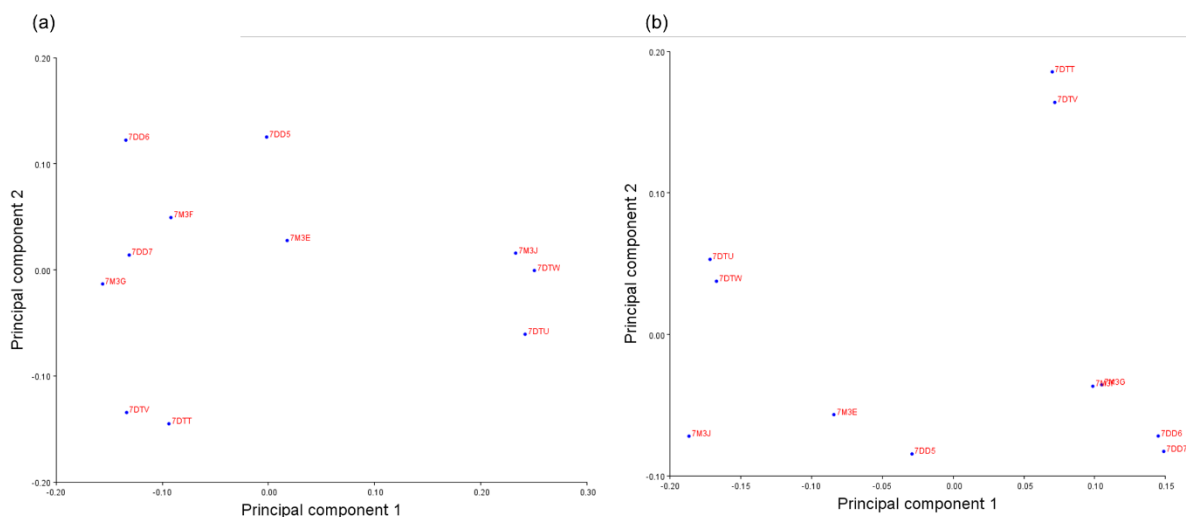 (a)
(b)
0.20
0.10
0.00
-0.10
-0.20
-0.20
-0.10
0.00
0.10
0.20
0.30
Principal component 2
Principal component 1
7DD6
7DD5
7M3F
7M3E
7DD7
7M3J
7DTW
7M3G
7DTU
7DTV
7DTT
0.20
0.10
0.00
-0.10
-0.20
-0.15
-0.10
-0.05
0.00
0.05
0.10
0.15
Principal component 2
Principal component 1
7DTT
7DTV
7DTU
7DTW
7M3F
7M3G
7M3E
7M3J
7DD6
7DD5
7DD7